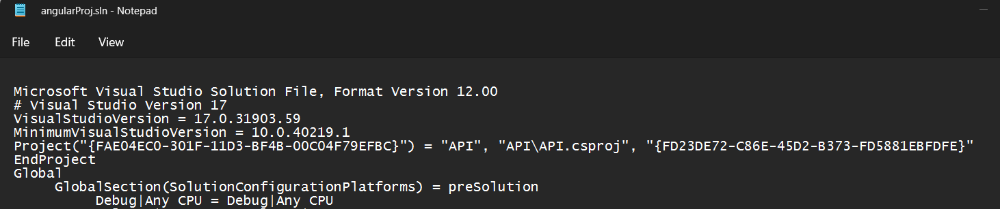 angularProj.sln - Notepad
File Edit View
Microsoft Visual Studio Solution File, Format Version 12.00
# Visual Studio Version 17
VisualStudioVersion = 17.0.31903.59
MinimumVisualStudioVersion = 10.0.40219.1
Project("{FAE04EC0-301F-11D3-BF4B-00C04F79EFBC}") = "API", "API\API.csproj", "{FD23DE72-C86E-45D2-B373-FD5881EBFDFE}"
EndProject
Global
GlobalSection(SolutionConfigurationPlatforms) = preSolution
Debug|Any CPU = Debug|Any CPU